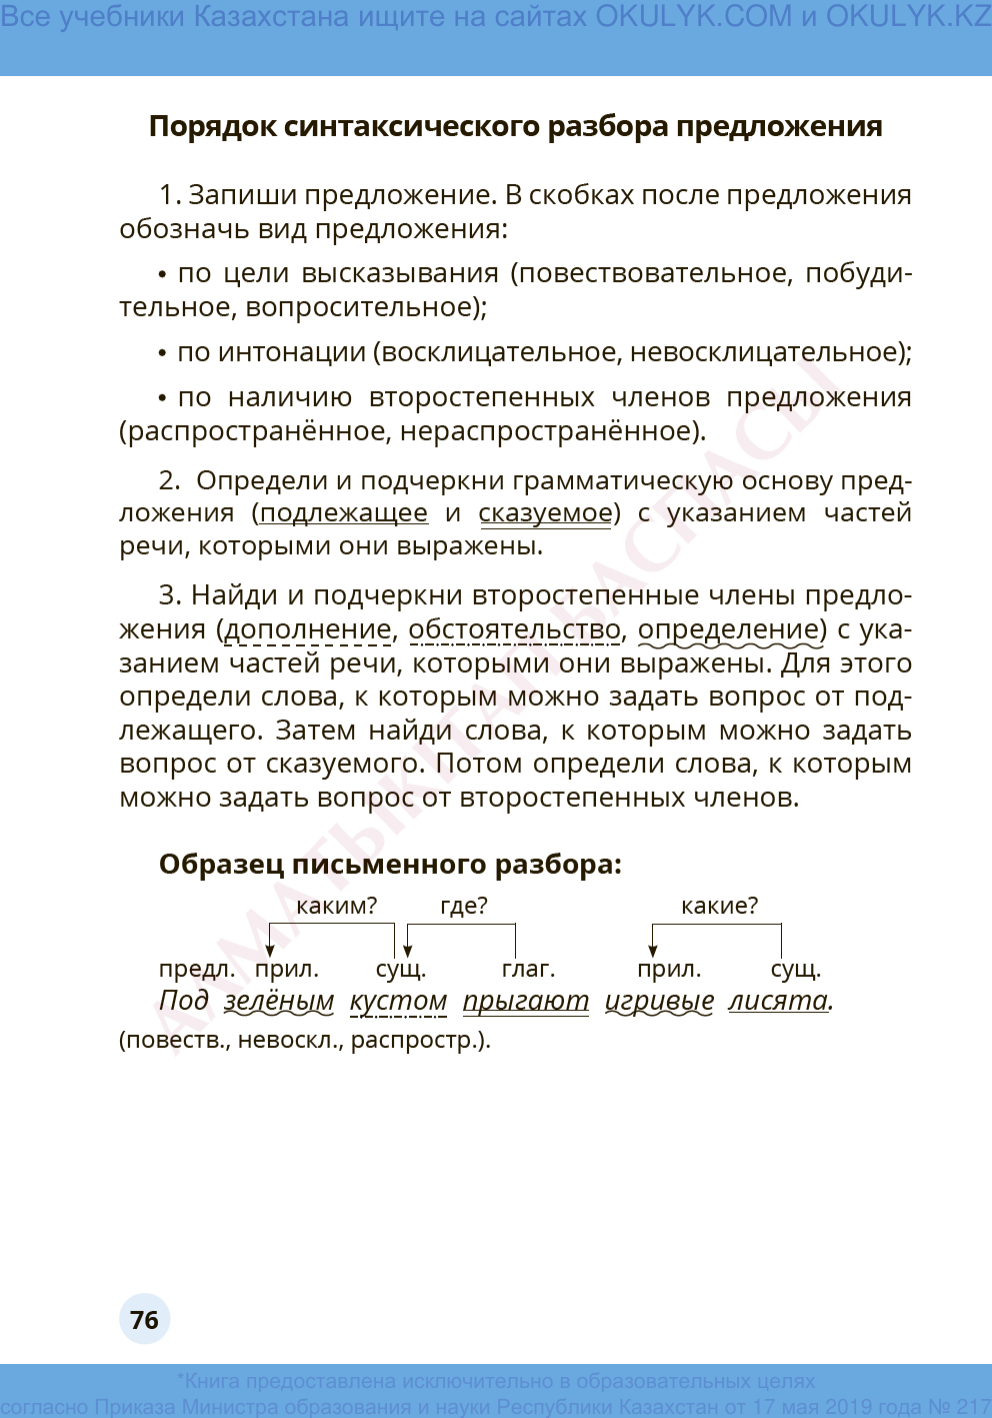 Все учебники Казахстана ищите на сайтах OKULYK.COM и OKULYK.KZ
Порядок синтаксического разбора предложения
1. Запиши предложение. В скобках после предложения
обозначь вид предложения:
• по цели высказывания (повествовательное, побуди-
тельное, вопросительное);
• по интонации (восклицательное, невосклицательное);
• по наличию второстепенных членов предложения
(распространённое, нераспространённое).
2. Определи и подчеркни грамматическую основу пред-
ложения (подлежащее и сказуемое) с указанием частей
речи, которыми они выражены.
3. Найди и подчеркни второстепенные члены предло-
жения (дополнение, обстоятельство, определение) с ука-
занием частей речи, которыми они выражены. Для этого
определи слова, к которым можно задать вопрос от под-
лежащего. Затем найди слова, к которым можно задать
вопрос от сказуемого. Потом определи слова, к которым
можно задать вопрос от второстепенных членов.
Образец письменного разбора:
каким? где? какие?
предл. прил. сущ. глаг. прил. сущ.
Под зелёным кустом прыгают игривые лисята.
(повеств., невоскл., распростр.).
АЛМАТЫКІТАП БАСПАСЫ
76
*Книга предоставлена исключительно в образовательных целях
согласно Приказа Министра образования и науки Республики Казахстан от 17 мая 2019 года № 217